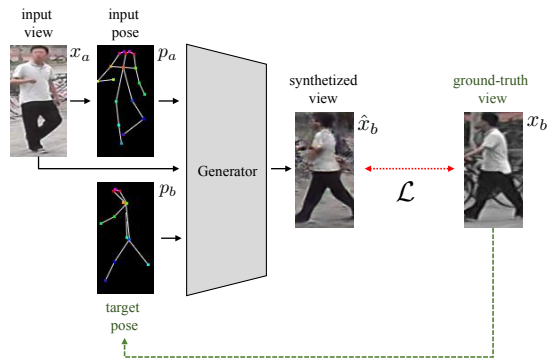 input
view
input
pose
x_a
p_a
synthetized
view
ground-truth
view
x̂_b
x_b
Generator
p_b
ℒ
target
pose